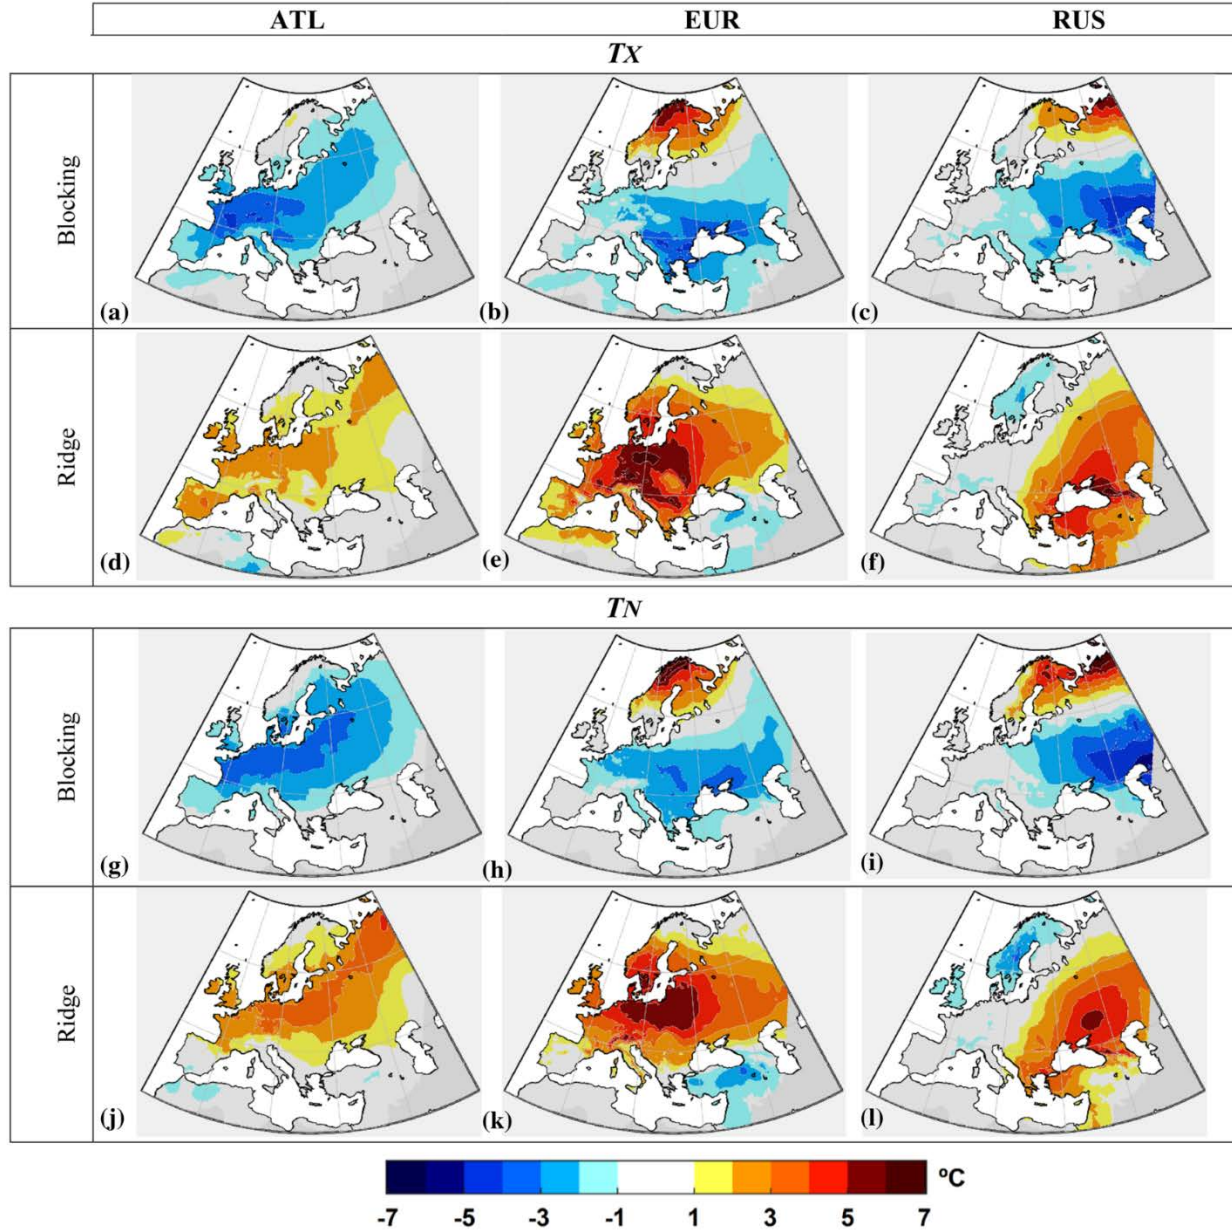 ATL EUR RUS
TX
Blocking
(a) (b) (c)
Ridge
(d) (e) (f)
TN
Blocking
(g) (h) (i)
Ridge
(j) (k) (l)
ºC
-7 -5 -3 -1 1 3 5 7